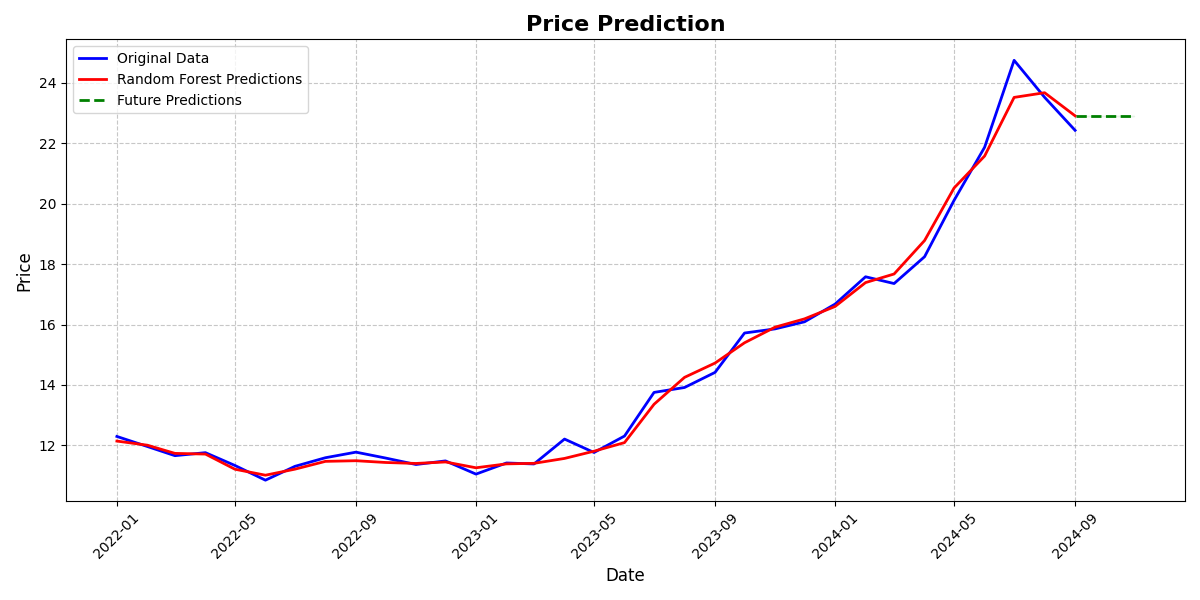 Price Prediction
Original Data
Random Forest Predictions
Future Predictions
Price
24
22
20
18
16
14
12
2022-01
2022-05
2022-09
2023-01
2023-05
2023-09
2024-01
2024-05
2024-09
Date